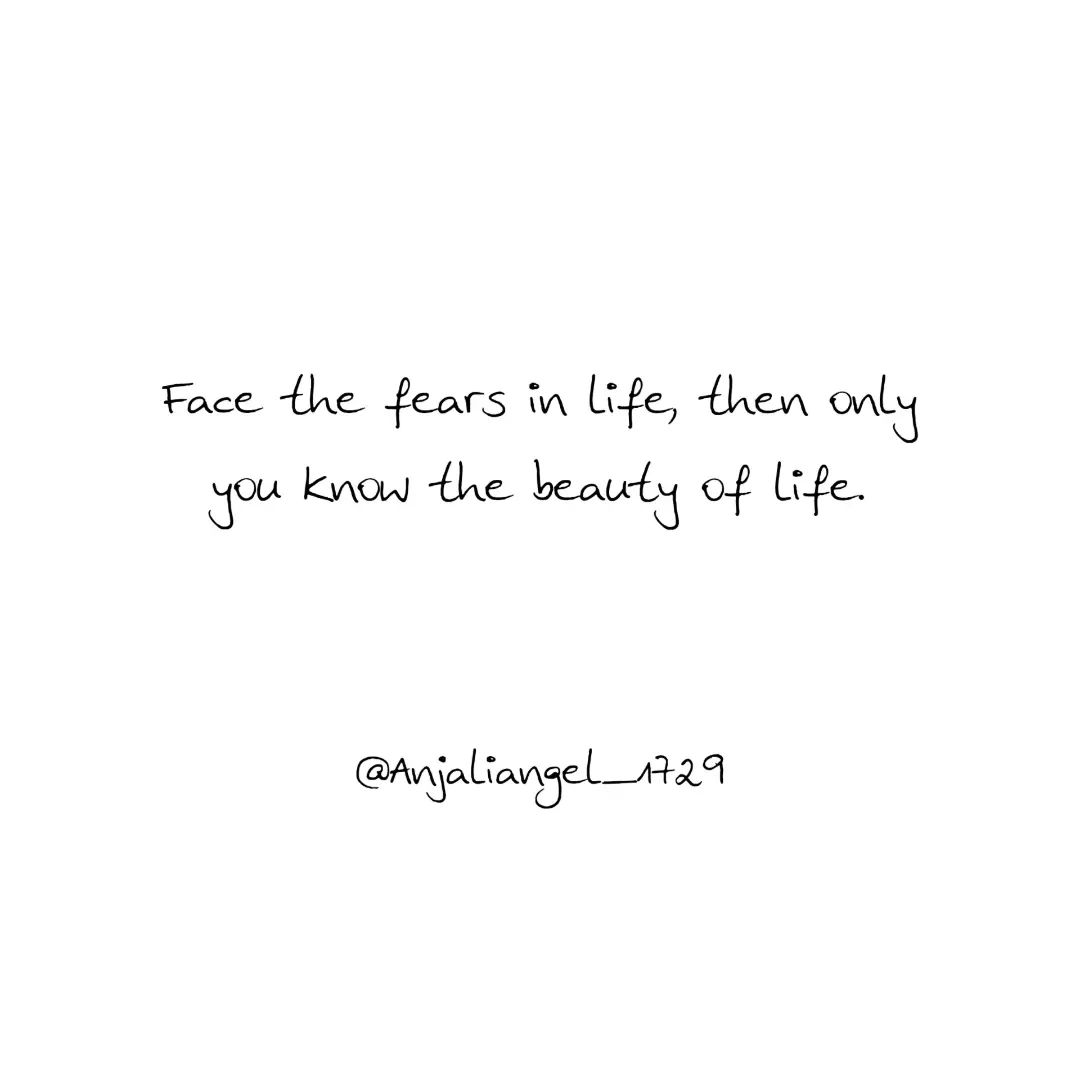 Face the fears in life, then only
you know the beauty of life.
@Anjaliangel_1729